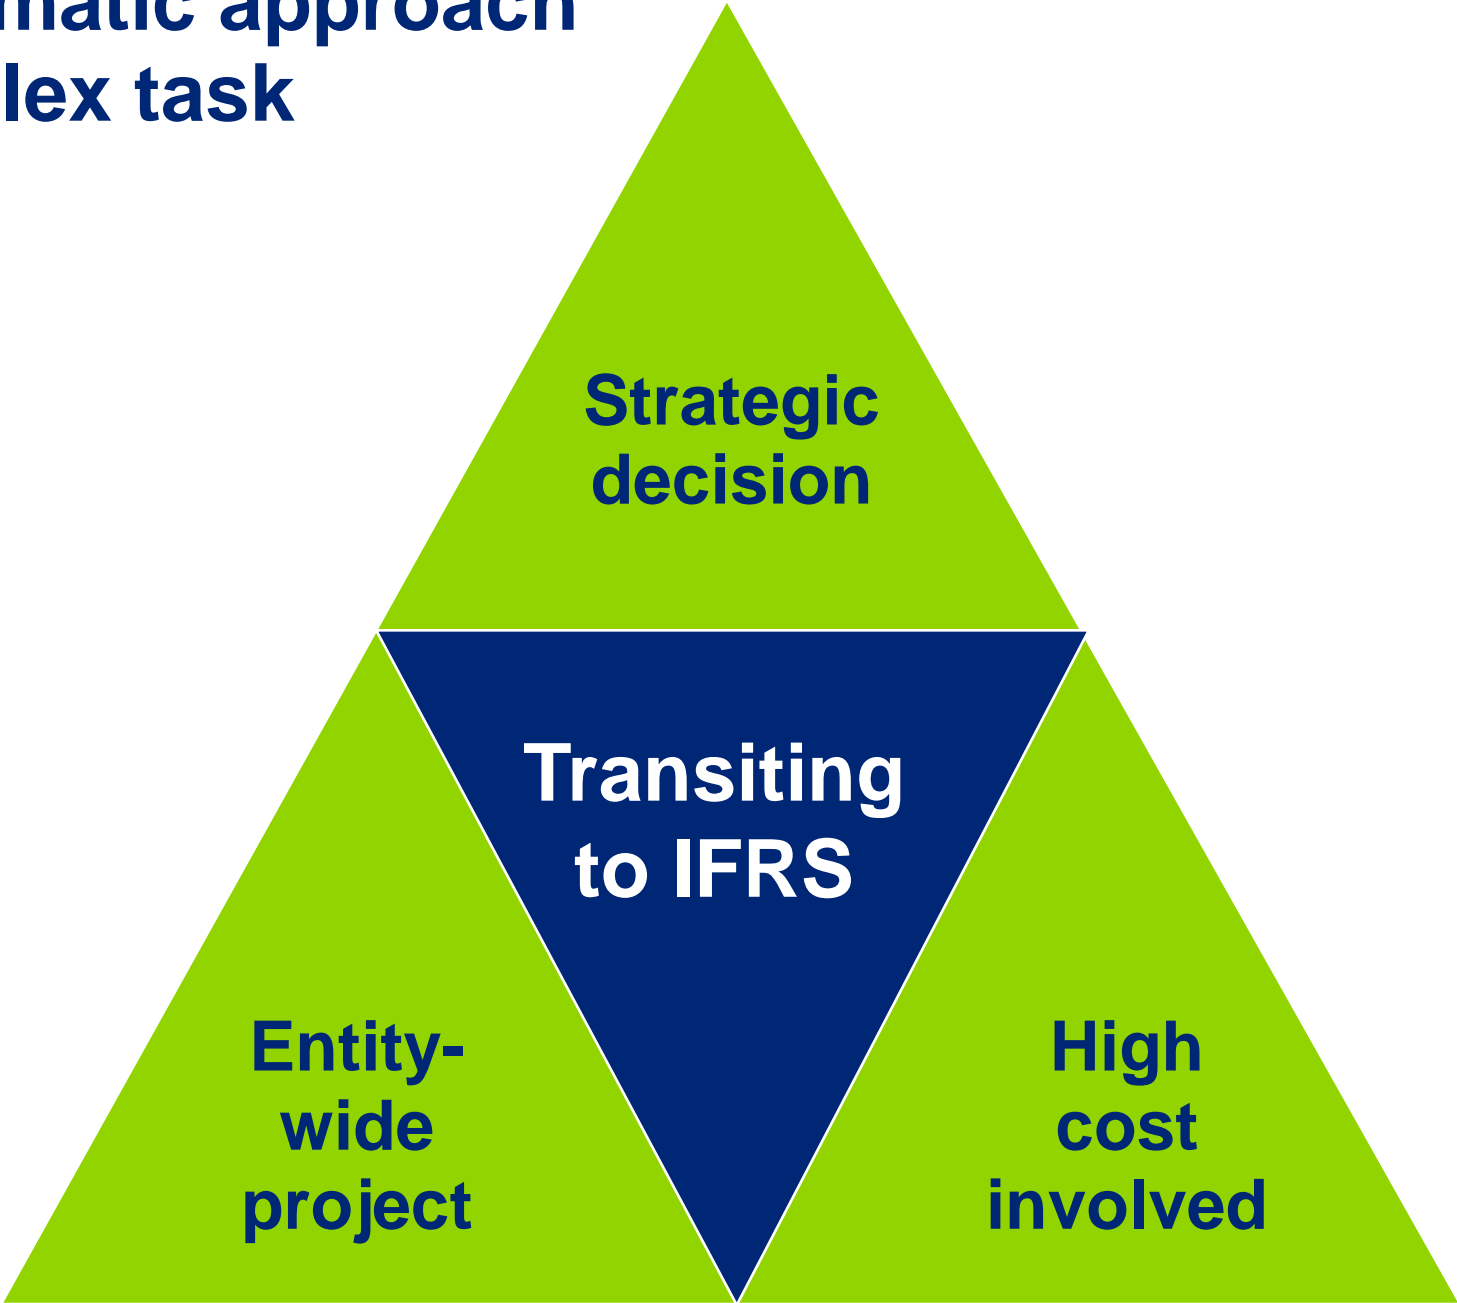 matic approach
lex task
Strategic
decision
Transiting
to IFRS
Entity-
wide
project
High
cost
involved